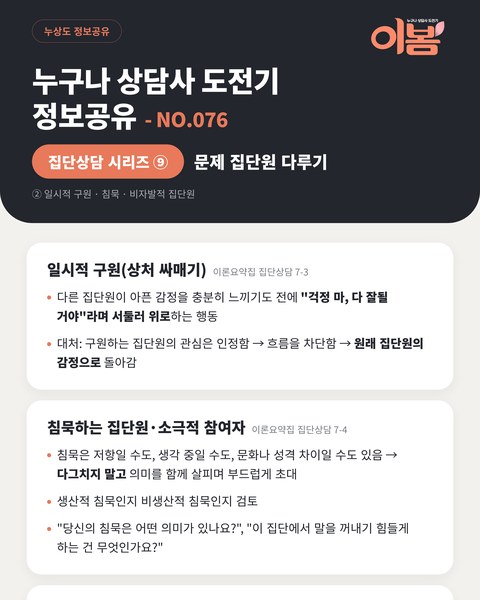 누상도 정보공유
누구나 상담사 도전기
이봄
누구나 상담사 도전기
정보공유 - NO.076
집단상담 시리즈 ⑨ 문제 집단원 다루기
② 일시적 구원 · 침묵 · 비자발적 집단원
일시적 구원(상처 싸매기) 이론요약집 집단상담 7-3
• 다른 집단원이 아픈 감정을 충분히 느끼기도 전에 "걱정 마, 다 잘될
거야"라며 서둘러 위로하는 행동
• 대처: 구원하는 집단원의 관심은 인정함 → 흐름을 차단함 → 원래 집단원의
감정으로 돌아감
침묵하는 집단원·소극적 참여자 이론요약집 집단상담 7-4
• 침묵은 저항일 수도, 생각 중일 수도, 문화나 성격 차이일 수도 있음 →
다그치지 말고 의미를 함께 살피며 부드럽게 초대
• 생산적 침묵인지 비생산적 침묵인지 검토
• "당신의 침묵은 어떤 의미가 있나요?", "이 집단에서 말을 꺼내기 힘들게
하는 건 무엇인가요?"